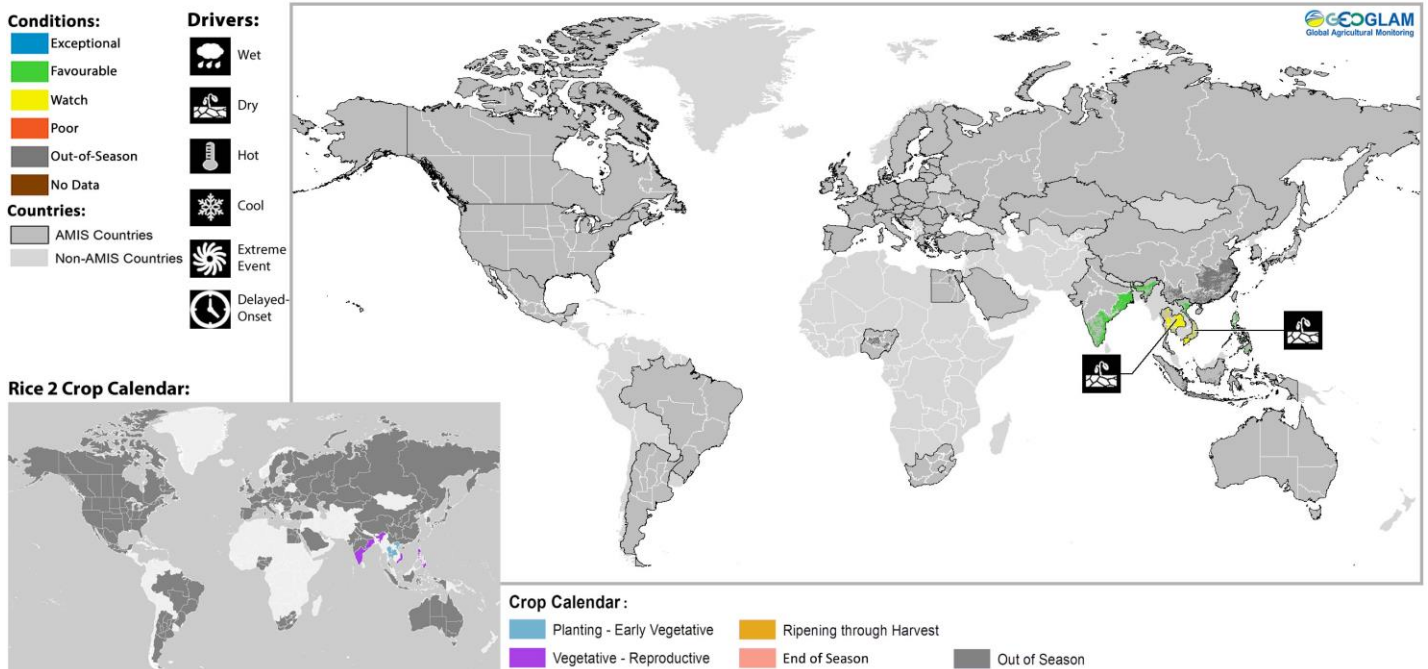 Conditions:
Exceptional
Favourable
Watch
Poor
Out-of-Season
No Data
Countries:
AMIS Countries
Non-AMIS Countries
Drivers:
Wet
Dry
Hot
Cool
Extreme
Event
Delayed-
Onset
GEOGLAM
Global Agricultural Monitoring
Rice 2 Crop Calendar:
Crop Calendar :
Planting - Early Vegetative
Ripening through Harvest
Vegetative - Reproductive
End of Season
Out of Season